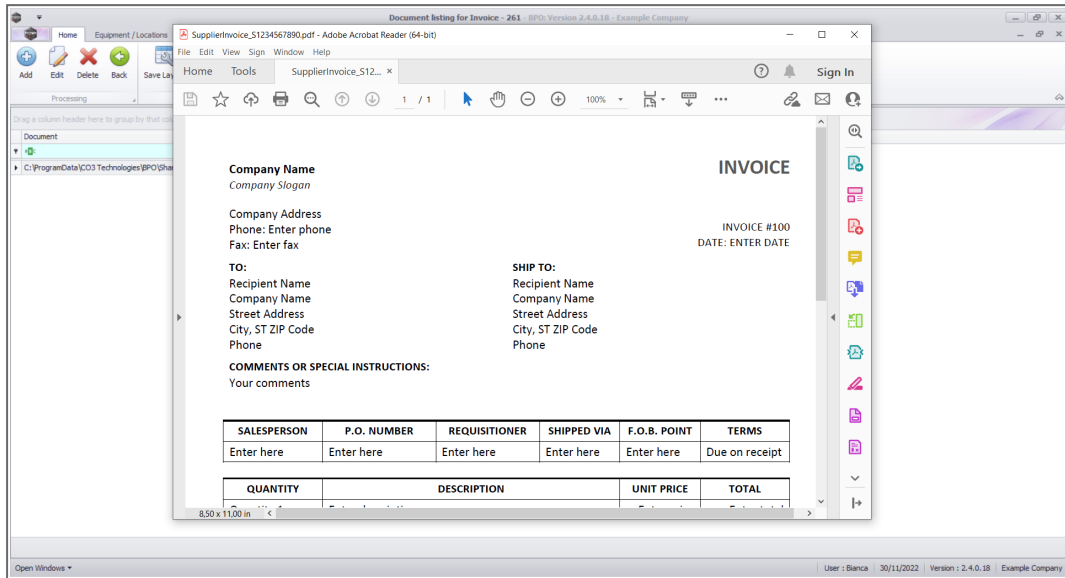 Document listing for Invoice - 261 - BPO: Version 2.4.0.18 - Example Company
Home Equipment / Locations
Add Edit Delete Back Save Lay
Processing
Drag a column header here to group by that col
Document
C:\ProgramData\CO3 Technologies\BPO\Shar
SupplierInvoice_S1234567890.pdf - Adobe Acrobat Reader (64-bit)
File Edit View Sign Window Help
Home Tools SupplierInvoice_S12... × Sign In
1 / 1 100%
Company Name INVOICE
Company Slogan
Company Address
Phone: Enter phone INVOICE #100
Fax: Enter fax DATE: ENTER DATE
TO: SHIP TO:
Recipient Name Recipient Name
Company Name Company Name
Street Address Street Address
City, ST ZIP Code City, ST ZIP Code
Phone Phone
COMMENTS OR SPECIAL INSTRUCTIONS:
Your comments
SALESPERSON P.O. NUMBER REQUISITIONER SHIPPED VIA F.O.B. POINT TERMS
Enter here Enter here Enter here Enter here Enter here Due on receipt
QUANTITY DESCRIPTION UNIT PRICE TOTAL
8,50 x 11,00 in
Open Windows User : Bianca 30/11/2022 Version : 2.4.0.18 Example Company